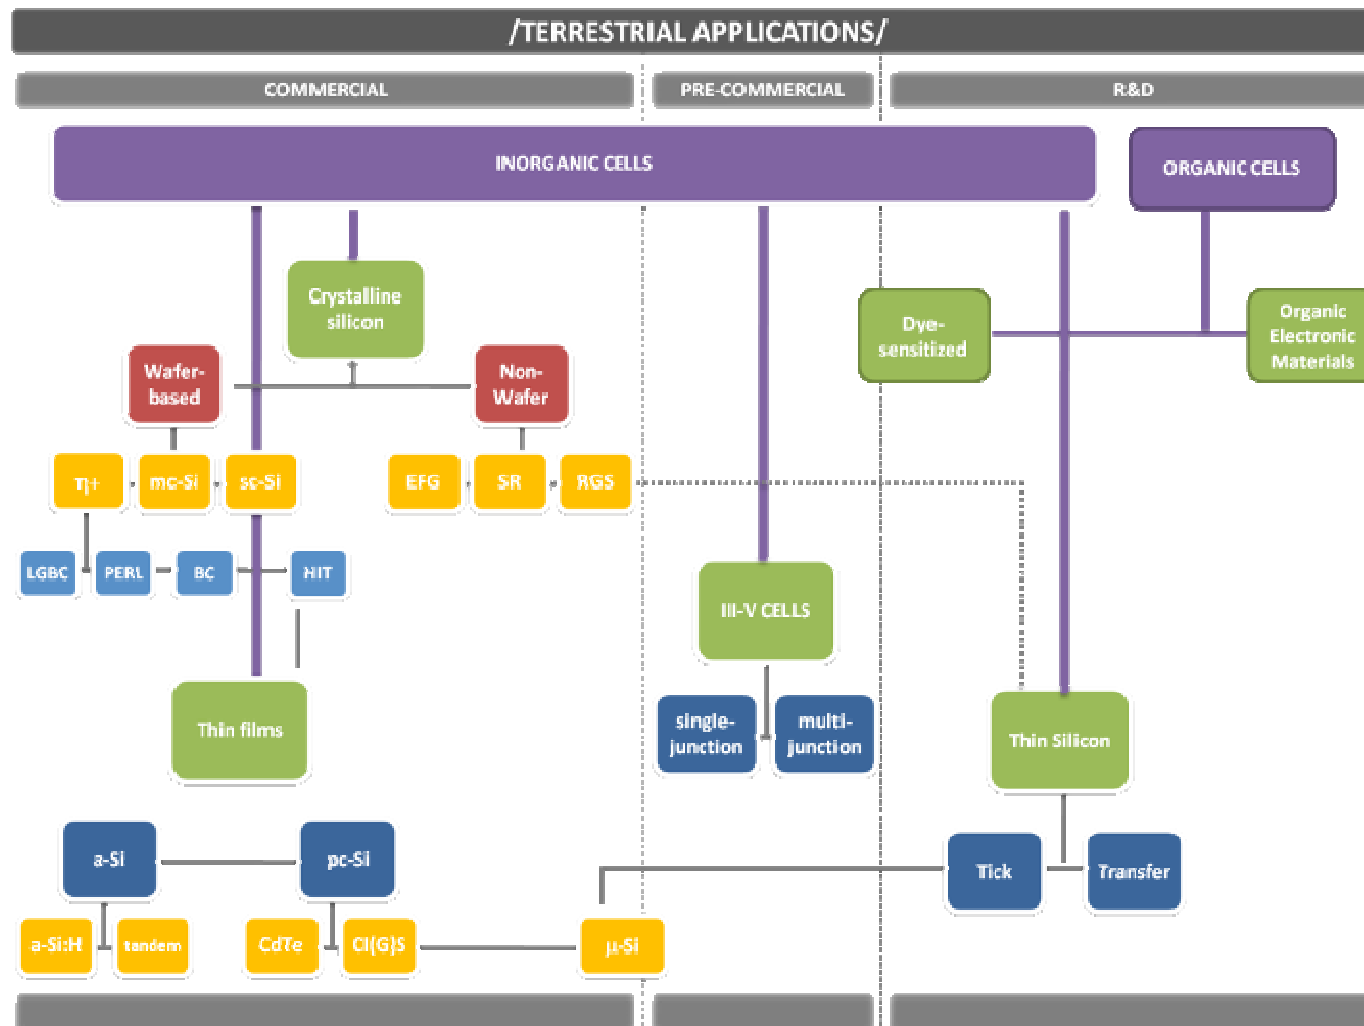 /TERRESTRIAL APPLICATIONS/
COMMERCIAL
PRE-COMMERCIAL
R&D
INORGANIC CELLS
ORGANIC CELLS
Crystalline
silicon
Dye-
sensitized
Organic
Electronic
Materials
Wafer-
based
Non-
Wafer
η+
mc-Si
sc-Si
EFG
SR
RGS
LGBC
PERL
BC
HIT
III-V CELLS
Thin films
single-
junction
multi-
junction
Thin Silicon
a-Si
pc-Si
Tick
Transfer
a-Si:H
tandem
CdTe
CI(G)S
μ-Si